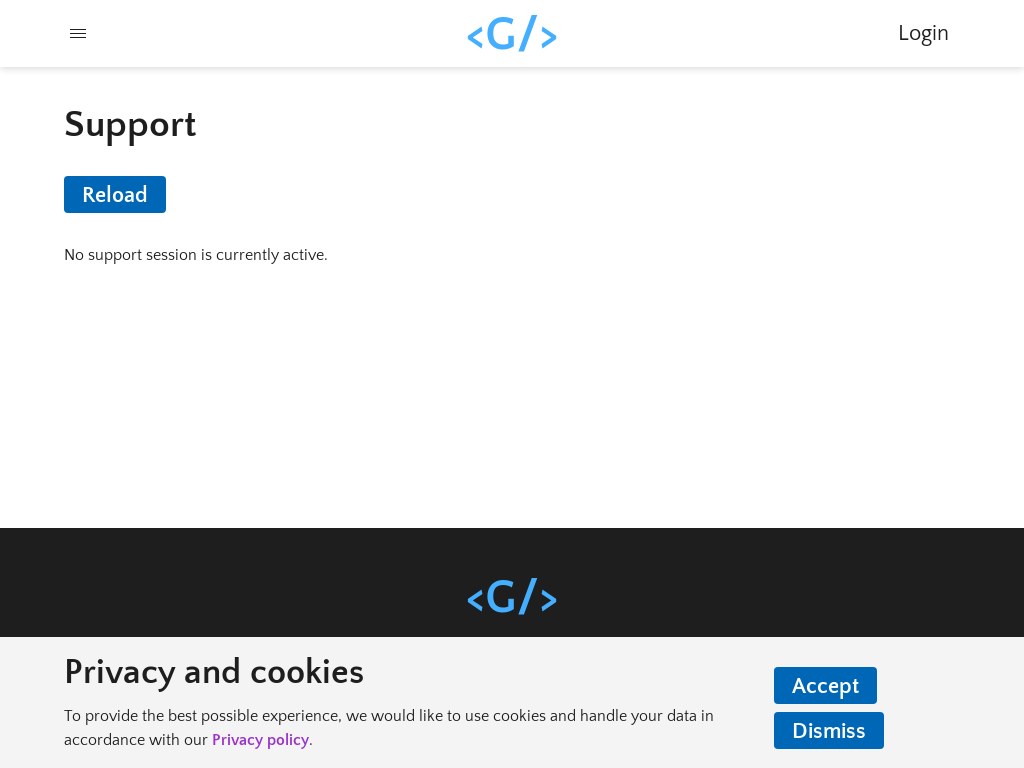 <G/>
Login
Support
Reload
No support session is currently active.
<G/>
Privacy and cookies
To provide the best possible experience, we would like to use cookies and handle your data in
accordance with our Privacy policy.
Accept
Dismiss